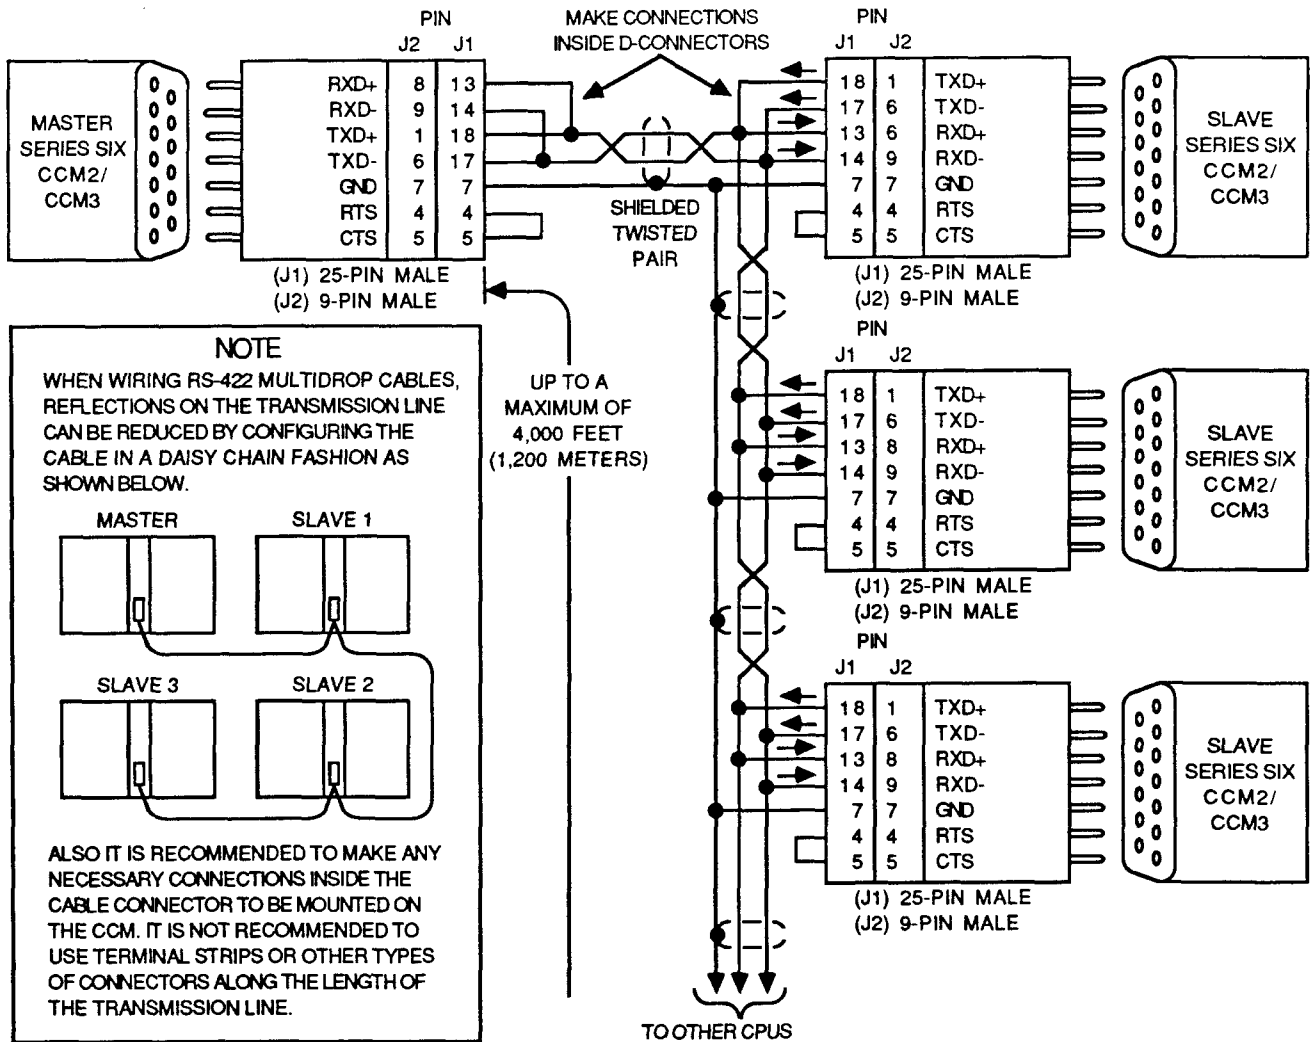 PIN
J2 J1
MASTER
SERIES SIX
CCM2/
CCM3
RXD+ 8 13
RXD- 9 14
TXD+ 1 18
TXD- 6 17
GND 7 7
RTS 4 4
CTS 5 5
(J1) 25-PIN MALE
(J2) 9-PIN MALE
MAKE CONNECTIONS
INSIDE D-CONNECTORS
SHIELDED
TWISTED
PAIR
PIN
J1 J2
18 1 TXD+
17 6 TXD-
13 6 RXD+
14 9 RXD-
7 7 GND
4 4 RTS
5 5 CTS
(J1) 25-PIN MALE
(J2) 9-PIN MALE
SLAVE
SERIES SIX
CCM2/
CCM3
UP TO A
MAXIMUM OF
4,000 FEET
(1,200 METERS)
PIN
J1 J2
18 1 TXD+
17 6 TXD-
13 8 RXD+
14 9 RXD-
7 7 GND
4 4 RTS
5 5 CTS
(J1) 25-PIN MALE
(J2) 9-PIN MALE
SLAVE
SERIES SIX
CCM2/
CCM3
PIN
J1 J2
18 1 TXD+
17 6 TXD-
13 8 RXD+
14 9 RXD-
7 7 GND
4 4 RTS
5 5 CTS
(J1) 25-PIN MALE
(J2) 9-PIN MALE
SLAVE
SERIES SIX
CCM2/
CCM3
TO OTHER CPUS
NOTE
WHEN WIRING RS-422 MULTIDROP CABLES,
REFLECTIONS ON THE TRANSMISSION LINE
CAN BE REDUCED BY CONFIGURING THE
CABLE IN A DAISY CHAIN FASHION AS
SHOWN BELOW.
MASTER SLAVE 1
SLAVE 3 SLAVE 2
ALSO IT IS RECOMMENDED TO MAKE ANY
NECESSARY CONNECTIONS INSIDE THE
CABLE CONNECTOR TO BE MOUNTED ON
THE CCM. IT IS NOT RECOMMENDED TO
USE TERMINAL STRIPS OR OTHER TYPES
OF CONNECTORS ALONG THE LENGTH OF
THE TRANSMISSION LINE.